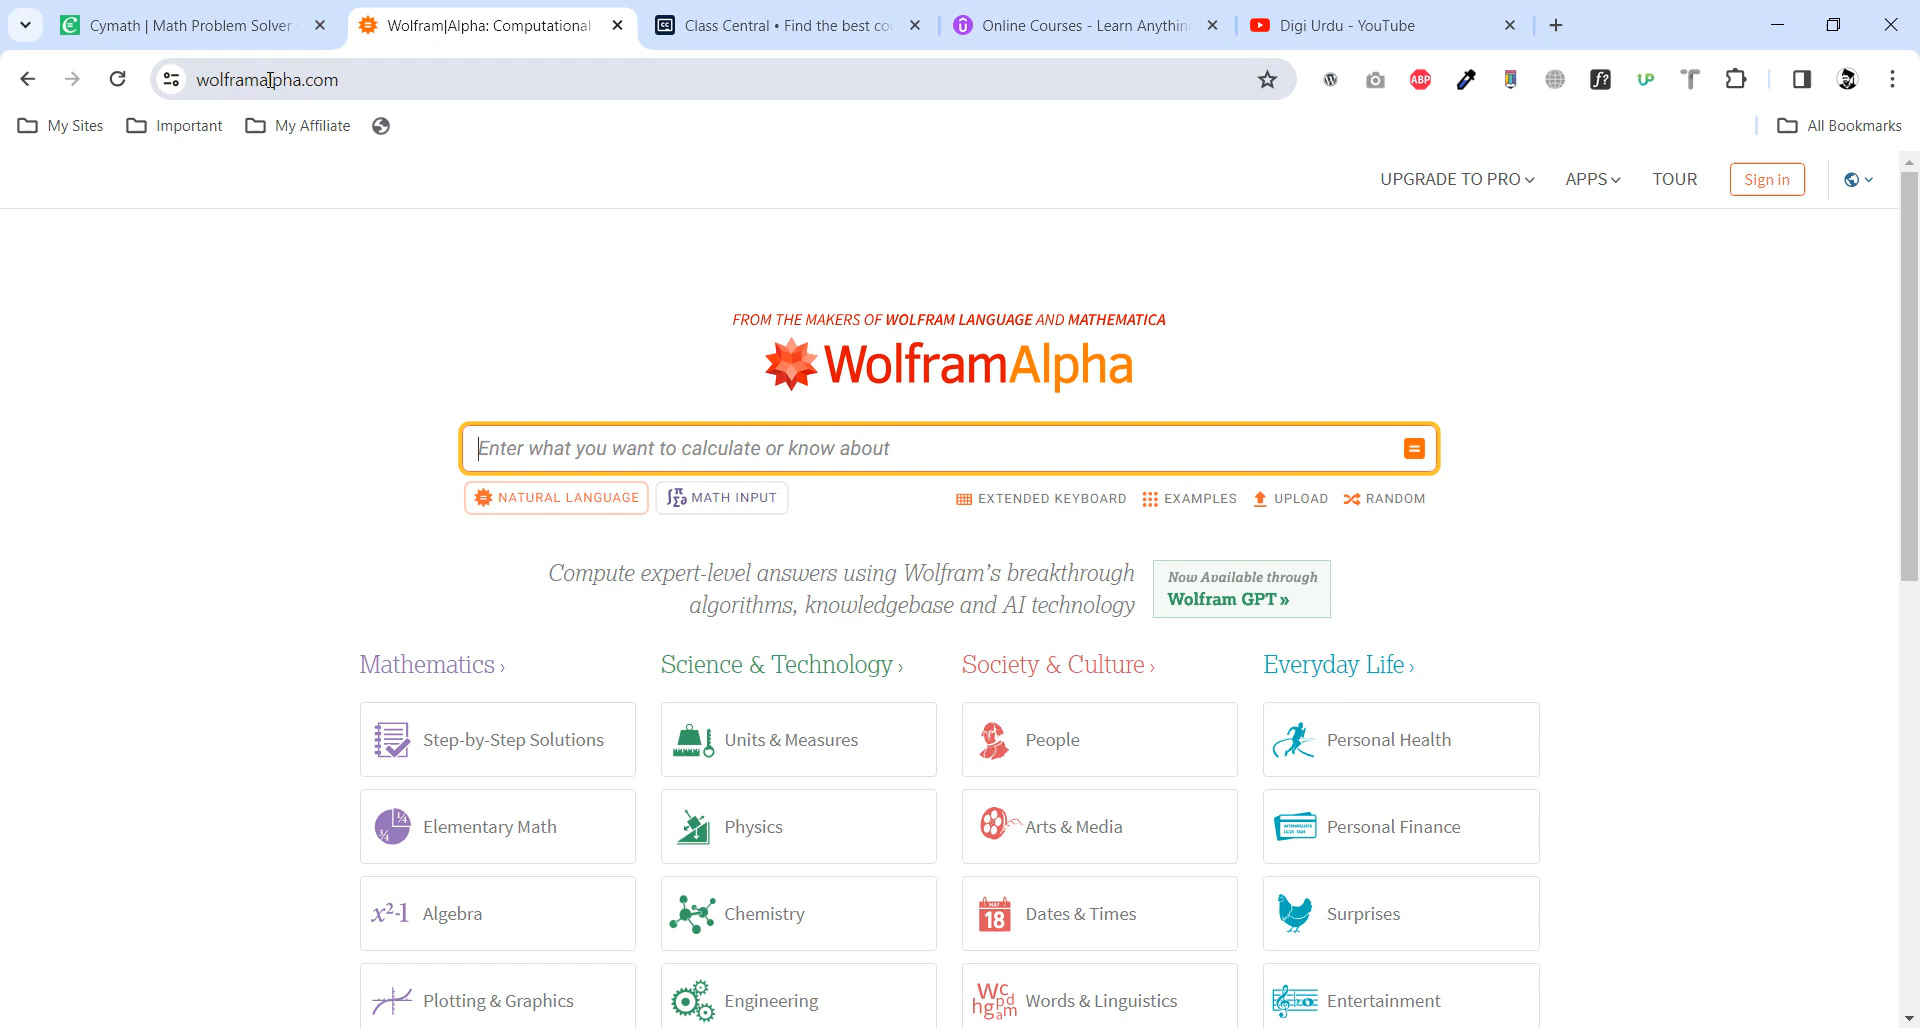 Cymath | Math Problem Solver
Wolfram|Alpha: Computational
Class Central • Find the best co
Online Courses - Learn Anythin
Digi Urdu - YouTube
wolframalpha.com
ABP
f?
UP
My Sites
Important
My Affiliate
All Bookmarks
UPGRADE TO PRO
APPS
TOUR
Sign in
FROM THE MAKERS OF WOLFRAM LANGUAGE AND MATHEMATICA
WolframAlpha
Enter what you want to calculate or know about
NATURAL LANGUAGE
MATH INPUT
EXTENDED KEYBOARD
EXAMPLES
UPLOAD
RANDOM
Compute expert-level answers using Wolfram's breakthrough
algorithms, knowledgebase and AI technology
Now Available through
Wolfram GPT »
Mathematics ›
Science & Technology ›
Society & Culture ›
Everyday Life ›
Step-by-Step Solutions
Units & Measures
People
Personal Health
Elementary Math
Physics
Arts & Media
Personal Finance
x²-1 Algebra
Chemistry
MAY
18
Dates & Times
Surprises
Plotting & Graphics
Engineering
Words & Linguistics
Entertainment